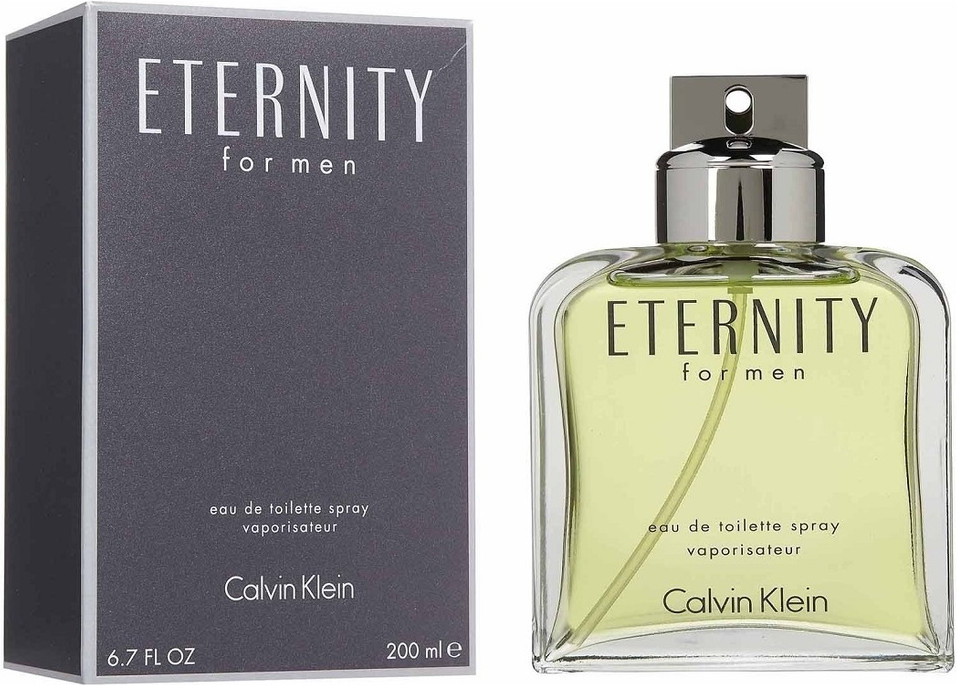 ETERNITY
for men
eau de toilette spray
vaporisateur
Calvin Klein
6.7 FL OZ
200 ml e
ETERNITY
for men
eau de toilette spray
vaporisateur
Calvin Klein